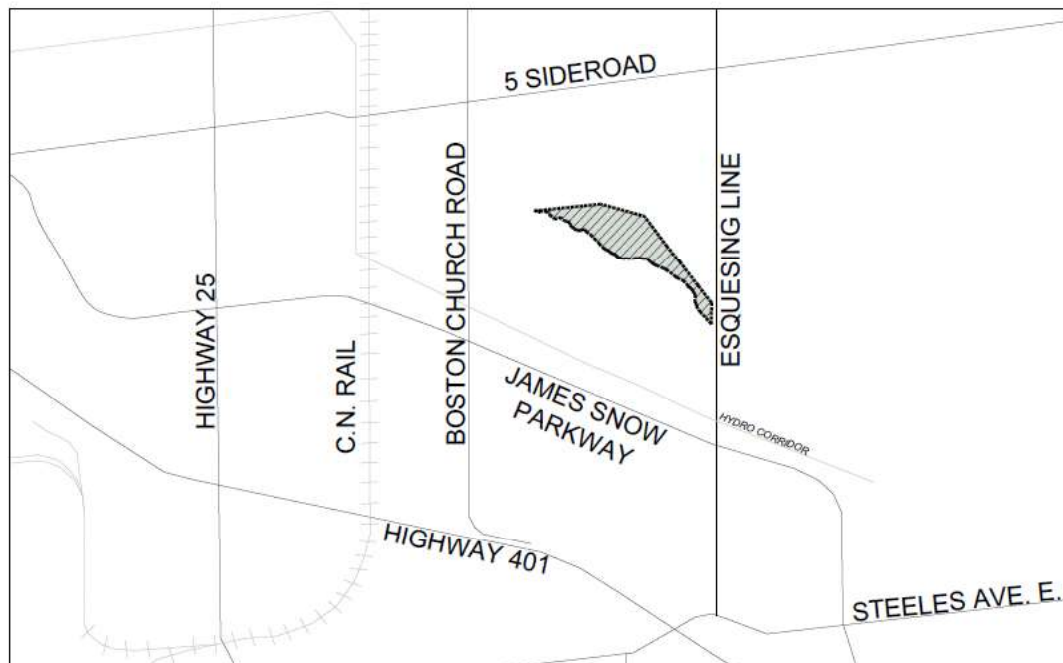 5 SIDEROAD
ESQUESING LINE
BOSTON CHURCH ROAD
HIGHWAY 25
C.N. RAIL
JAMES SNOW
PARKWAY
HYDRO CORRIDOR
HIGHWAY 401
STEELES AVE. E.